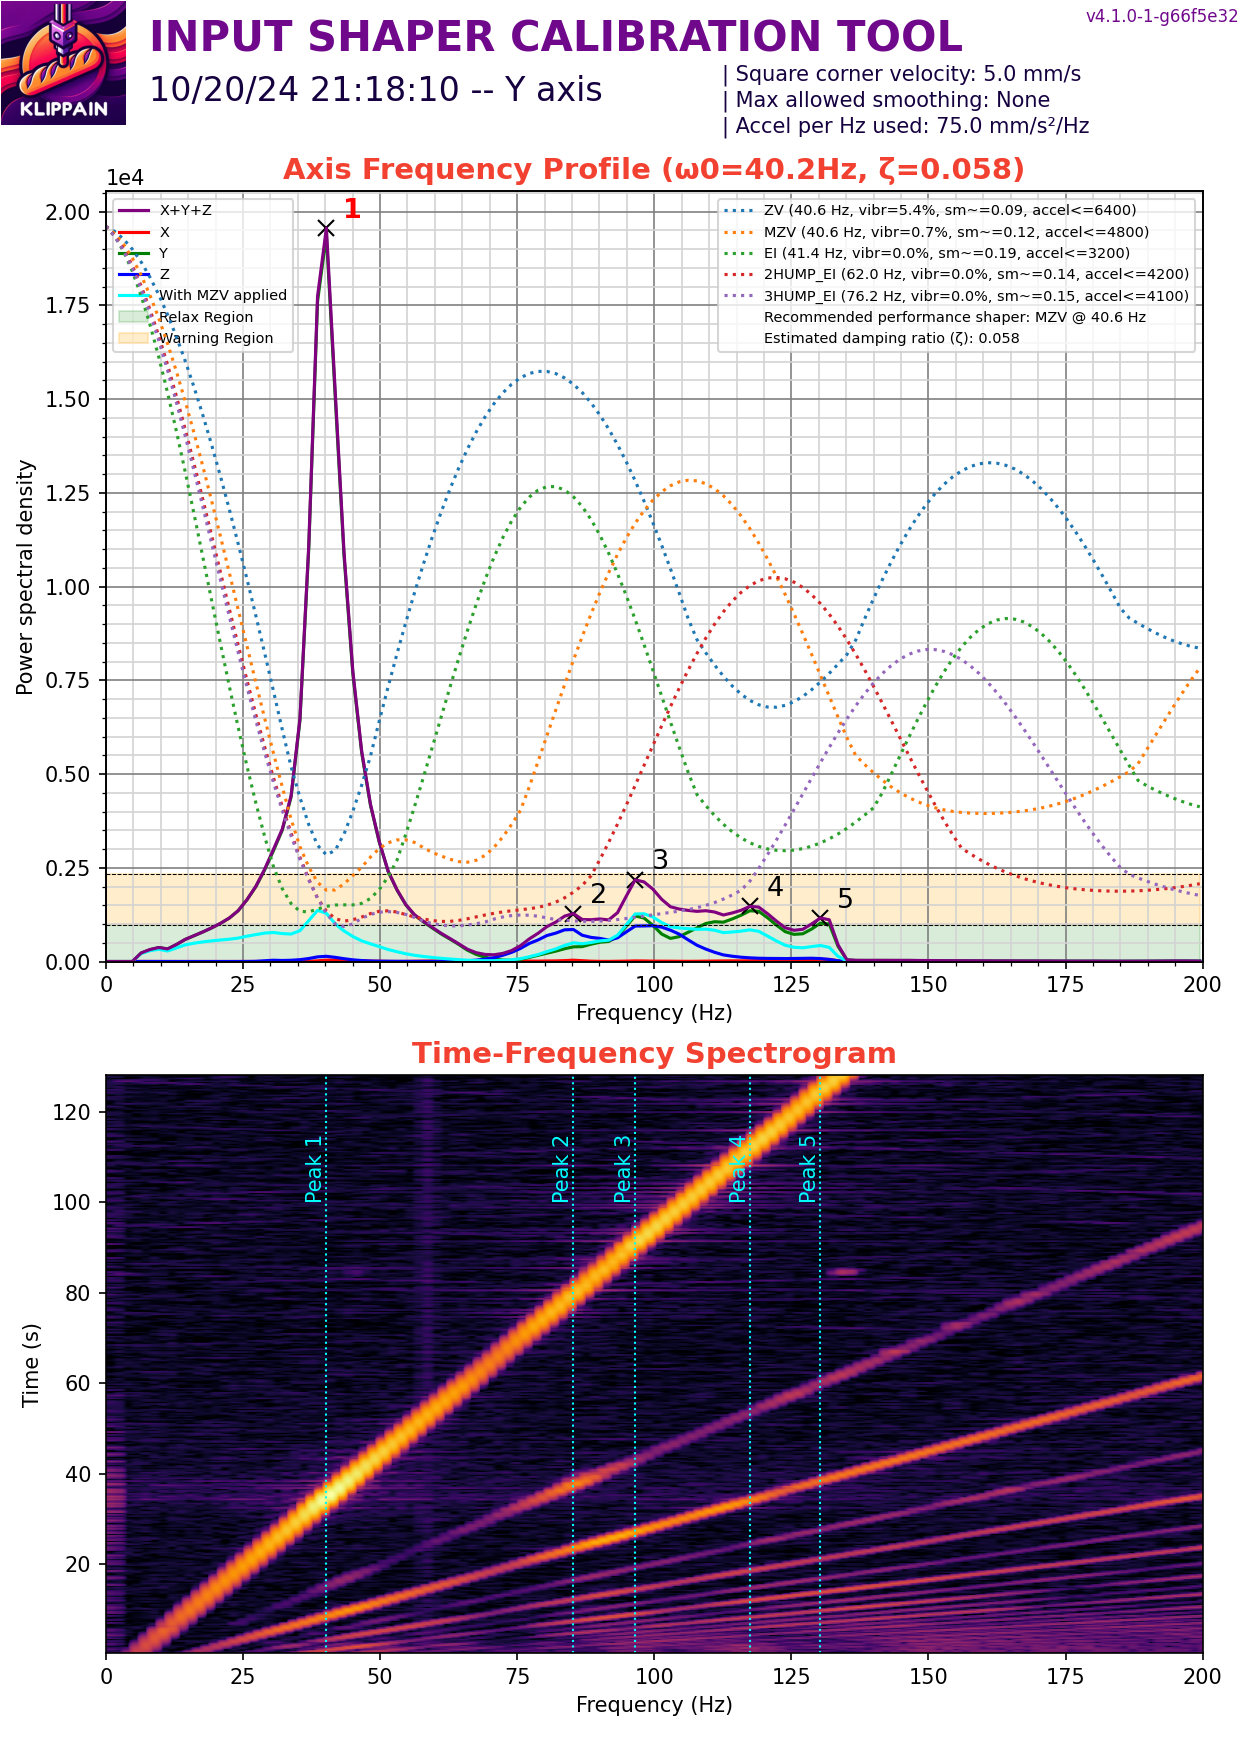 v4.1.0-1-g66f5e32
KLIPPAIN
INPUT SHAPER CALIBRATION TOOL
10/20/24 21:18:10 -- Y axis
| Square corner velocity: 5.0 mm/s
| Max allowed smoothing: None
| Accel per Hz used: 75.0 mm/s²/Hz
Axis Frequency Profile (ω0=40.2Hz, ζ=0.058)
1e4
X+Y+Z
X
Y
Z
With MZV applied
Relax Region
Warning Region
ZV (40.6 Hz, vibr=5.4%, sm~=0.09, accel<=6400)
MZV (40.6 Hz, vibr=0.7%, sm~=0.12, accel<=4800)
EI (41.4 Hz, vibr=0.0%, sm~=0.19, accel<=3200)
2HUMP_EI (62.0 Hz, vibr=0.0%, sm~=0.14, accel<=4200)
3HUMP_EI (76.2 Hz, vibr=0.0%, sm~=0.15, accel<=4100)
Recommended performance shaper: MZV @ 40.6 Hz
Estimated damping ratio (ζ): 0.058
1
2
3
4
5
Power spectral density
2.00
1.75
1.50
1.25
1.00
0.75
0.50
0.25
0.00
0 25 50 75 100 125 150 175 200
Frequency (Hz)
Time-Frequency Spectrogram
Time (s)
120
100
80
60
40
20
Peak 1
Peak 2
Peak 3
Peak 4
Peak 5
0 25 50 75 100 125 150 175 200
Frequency (Hz)